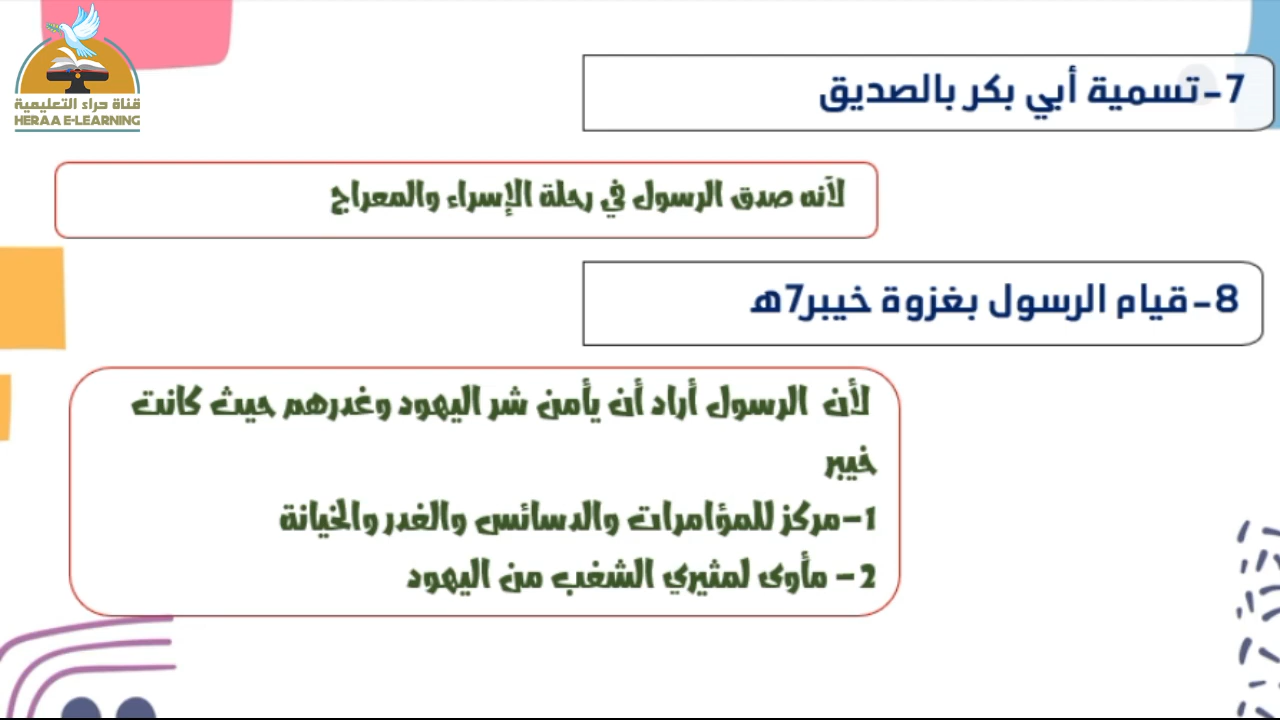 قناة حراء التعليمية
HERAA E-LEARNING
7-تسمية أبي بكر بالصديق
لأنه صدق الرسول في رحلة الإسراء والمعراج
8-قيام الرسول بغزوة خيبر7ه
لأن الرسول أراد أن يأمن شر اليهود وغدرهم حيث كانت
خيبر
1-مركز للمؤامرات والدسائس والغدر والخيانة
2- مأوى لمثيري الشغب من اليهود